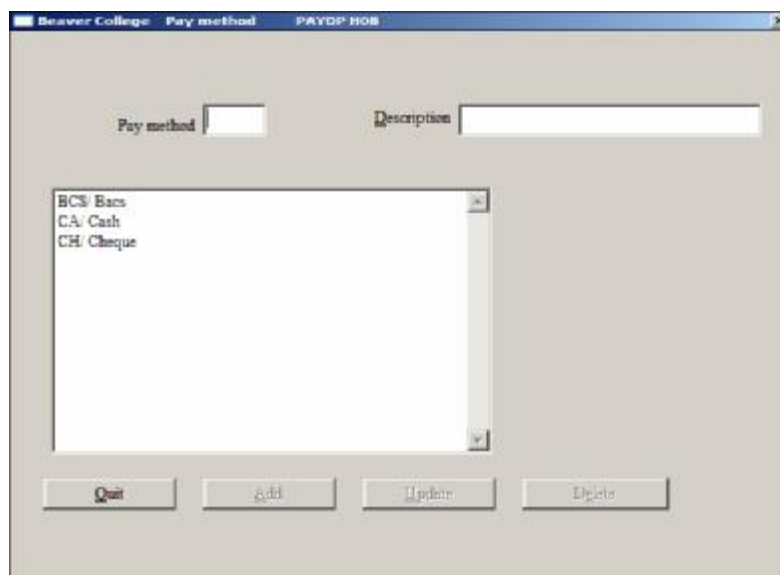 Beaver College Pay method PAYOP HOB
Pay method
Description
BCS/ Bacs
CA/ Cash
CH/ Cheque
Quit Add Update Delete